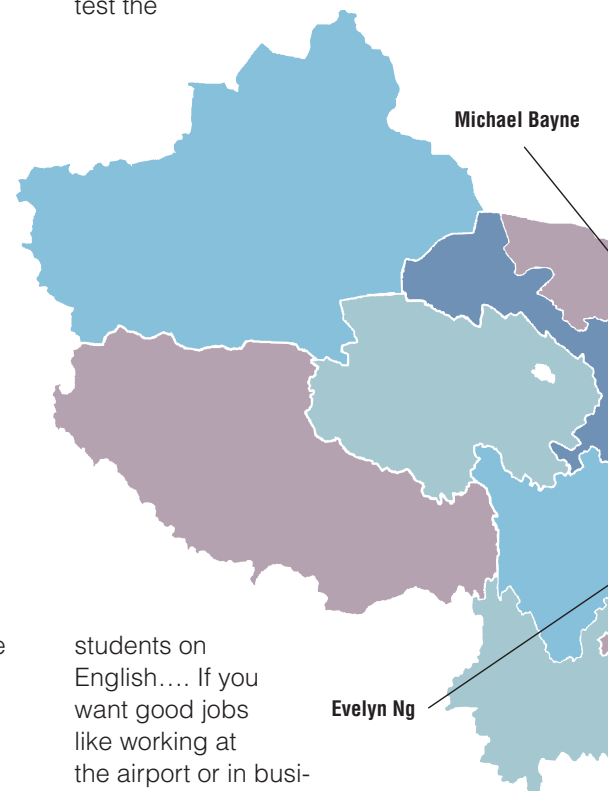 test the
Michael Bayne
e
students on
English…. If you
want good jobs
like working at
the airport or in busi-
Evelyn Ng